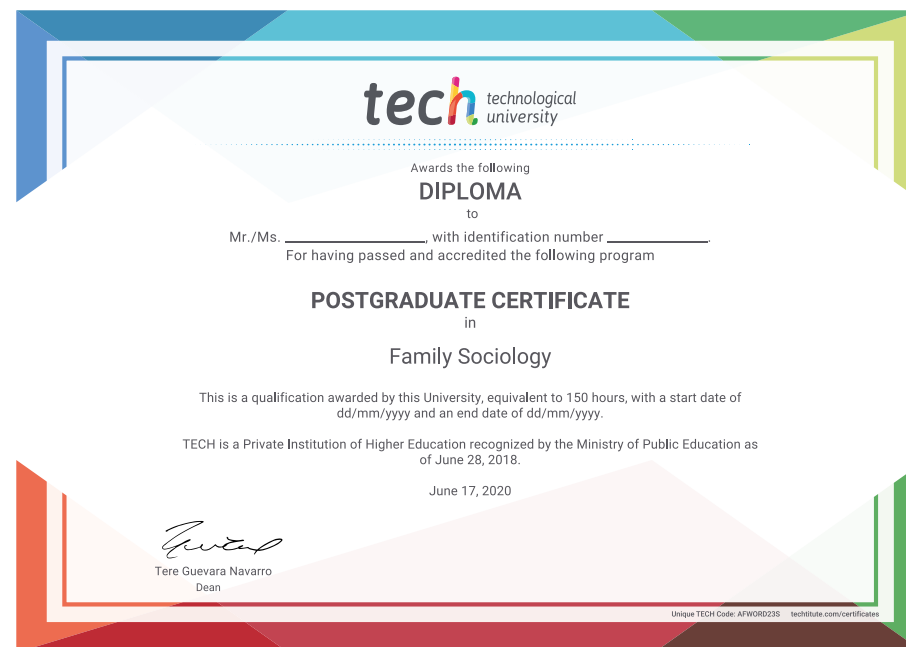 tech technological
university
Awards the following
DIPLOMA
to
Mr./Ms. ____________________, with identification number ______________.
For having passed and accredited the following program
POSTGRADUATE CERTIFICATE
in
Family Sociology
This is a qualification awarded by this University, equivalent to 150 hours, with a start date of
dd/mm/yyyy and an end date of dd/mm/yyyy.
TECH is a Private Institution of Higher Education recognized by the Ministry of Public Education as
of June 28, 2018.
June 17, 2020
Tere Guevara Navarro
Dean
Unique TECH Code: AFWORD23S techtitute.com/certificates